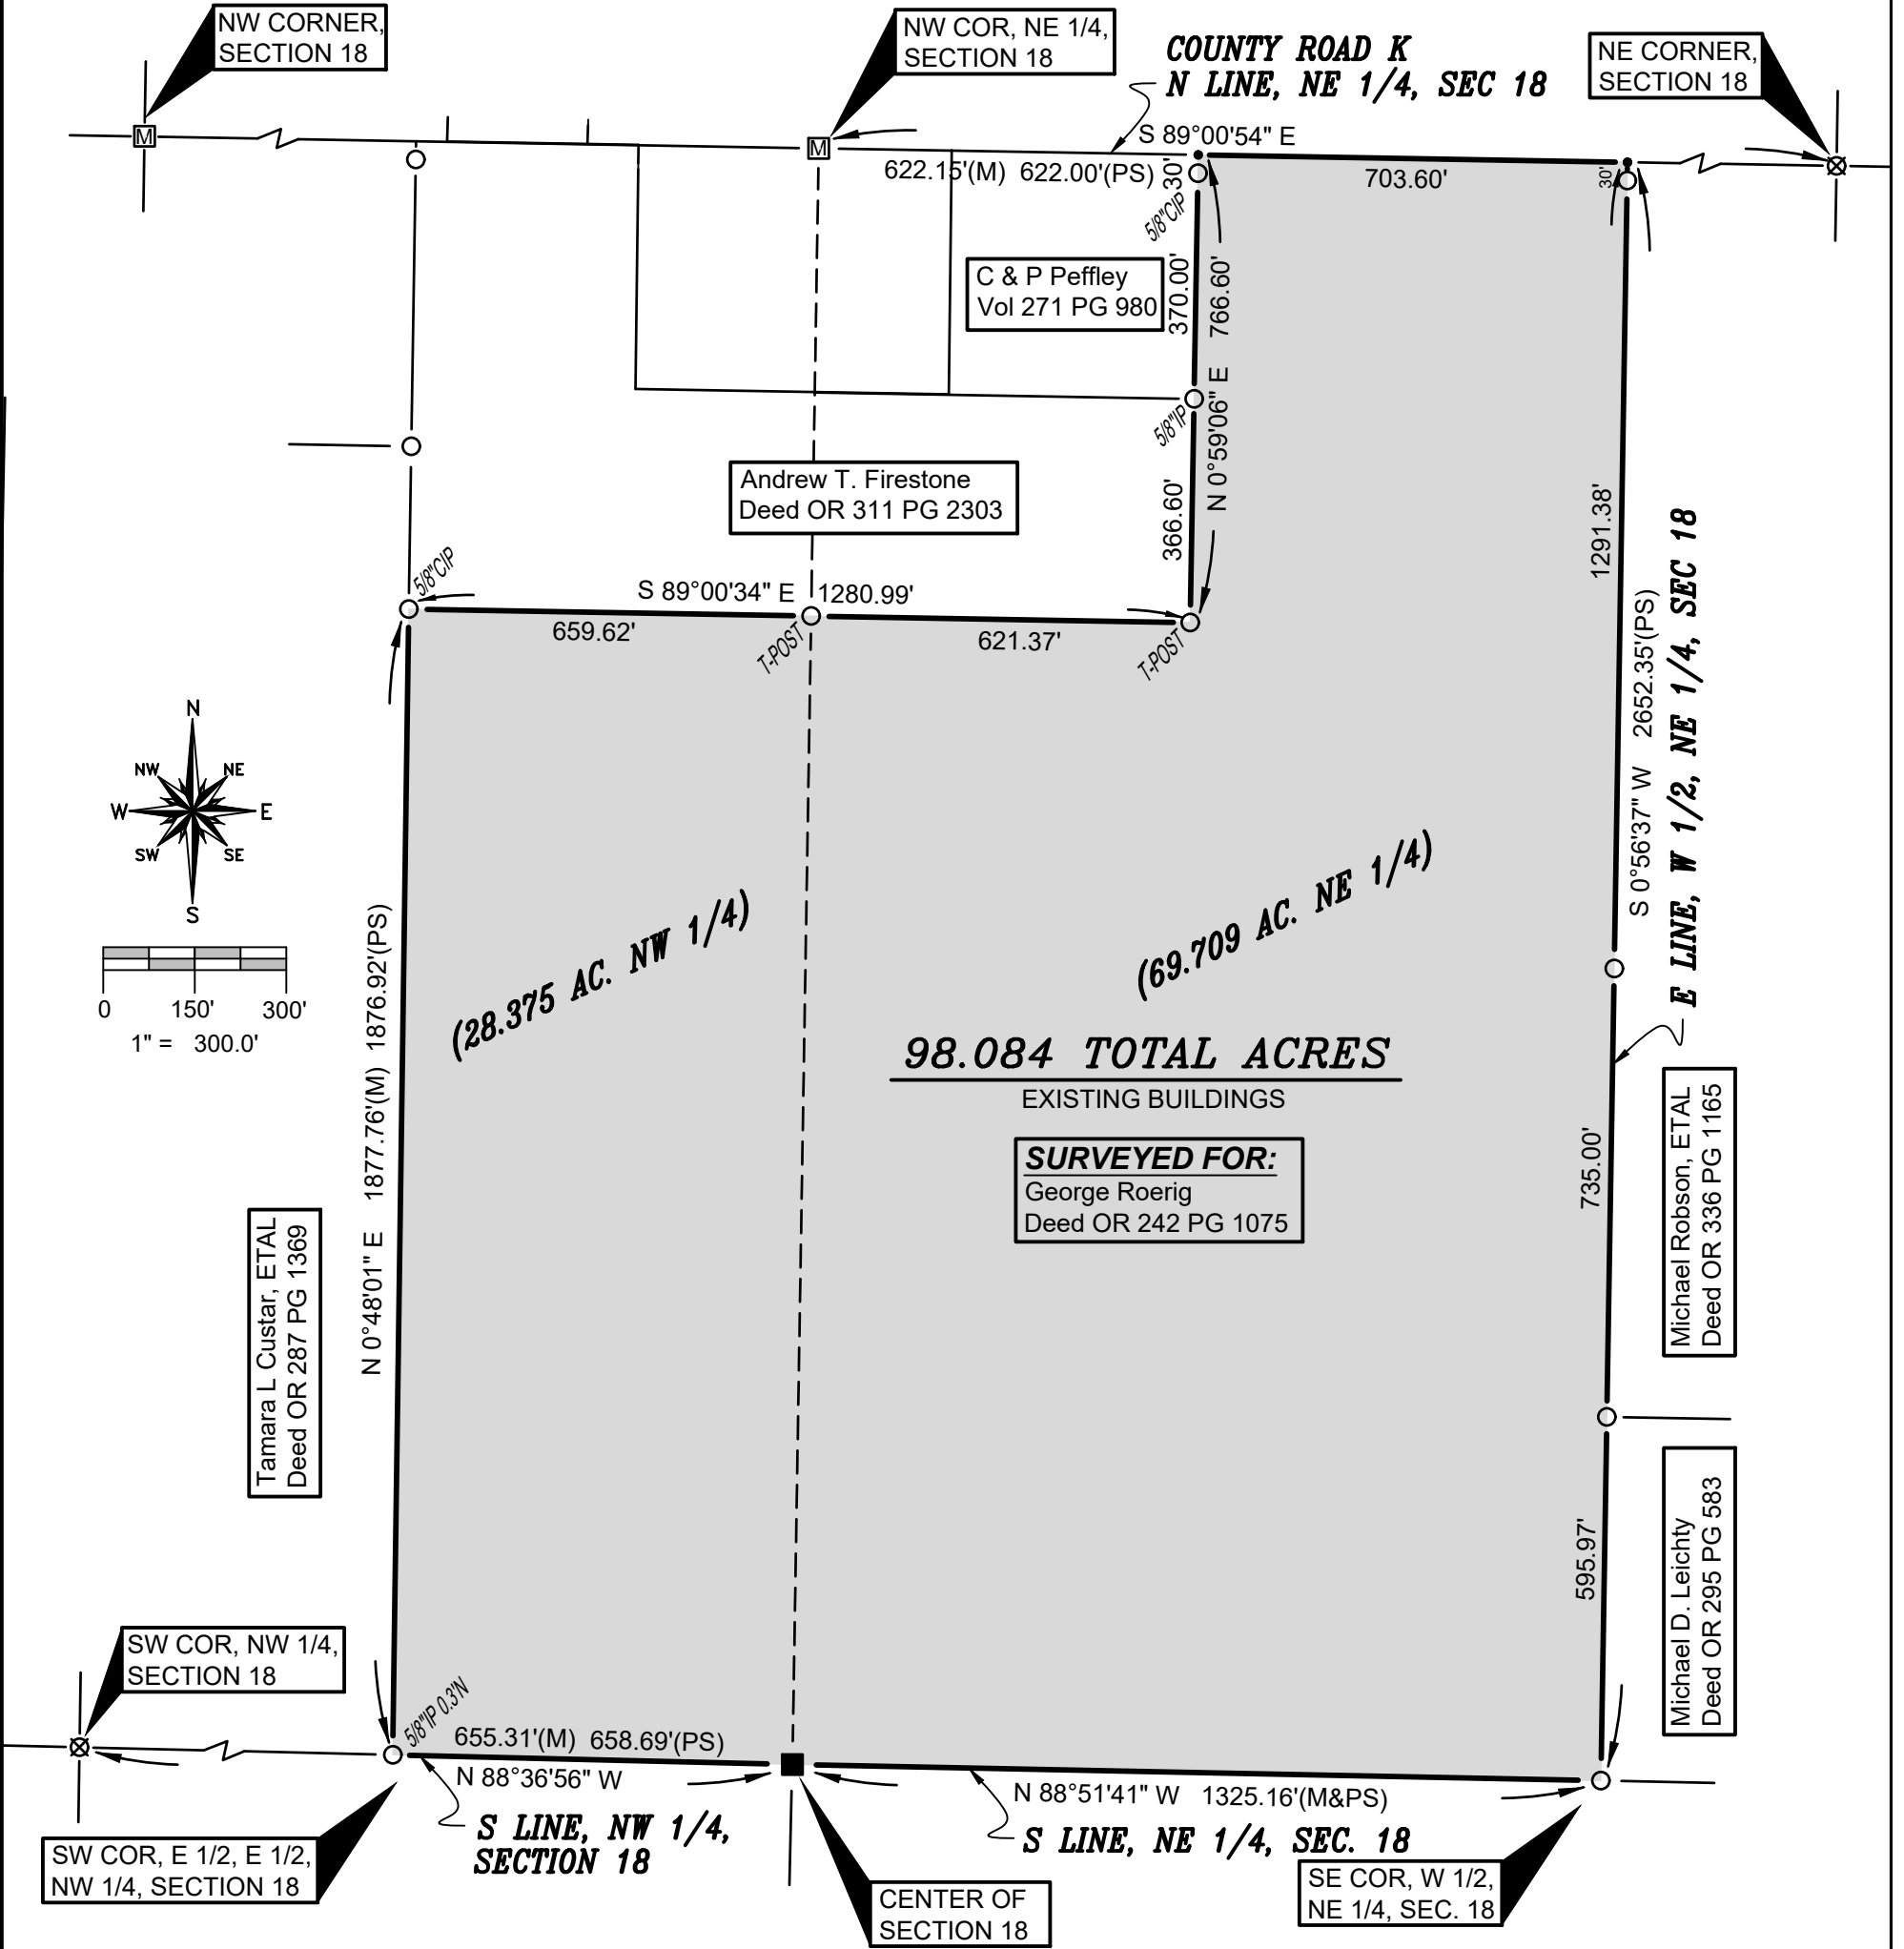 NW CORNER,
SECTION 18
NW COR, NE 1/4,
SECTION 18
COUNTY ROAD K
N LINE, NE 1/4, SEC 18
NE CORNER,
SECTION 18
M
M
S 89°00'54" E
622.15'(M) 622.00'(PS)
703.60'
30'
30'
5/8"CIP
C & P Peffley
Vol 271 PG 980
370.00'
N 0°59'06" E 766.60'
5/8"IP
366.60'
Andrew T. Firestone
Deed OR 311 PG 2303
5/8"CIP
S 89°00'34" E 1280.99'
659.62'
621.37'
T-POST
T-POST
1291.38'
S 0°56'37" W 2652.35'(PS)
E LINE, W 1/2, NE 1/4, SEC 18
N
NW
NE
W
E
SW
SE
S
0 150' 300'
1" = 300.0'
N 0°48'01" E 1877.76'(M) 1876.92'(PS)
(28.375 AC. NW 1/4)
(69.709 AC. NE 1/4)
98.084 TOTAL ACRES
EXISTING BUILDINGS
SURVEYED FOR:
George Roerig
Deed OR 242 PG 1075
Tamara L Custar, ETAL
Deed OR 287 PG 1369
735.00'
Michael Robson, ETAL
Deed OR 336 PG 1165
595.97'
Michael D. Leichty
Deed OR 295 PG 583
SW COR, NW 1/4,
SECTION 18
5/8"IP 0.3'N
655.31'(M) 658.69'(PS)
N 88°36'56" W
S LINE, NW 1/4,
SECTION 18
N 88°51'41" W 1325.16'(M&PS)
S LINE, NE 1/4, SEC. 18
SW COR, E 1/2, E 1/2,
NW 1/4, SECTION 18
CENTER OF
SECTION 18
SE COR, W 1/2,
NE 1/4, SEC. 18